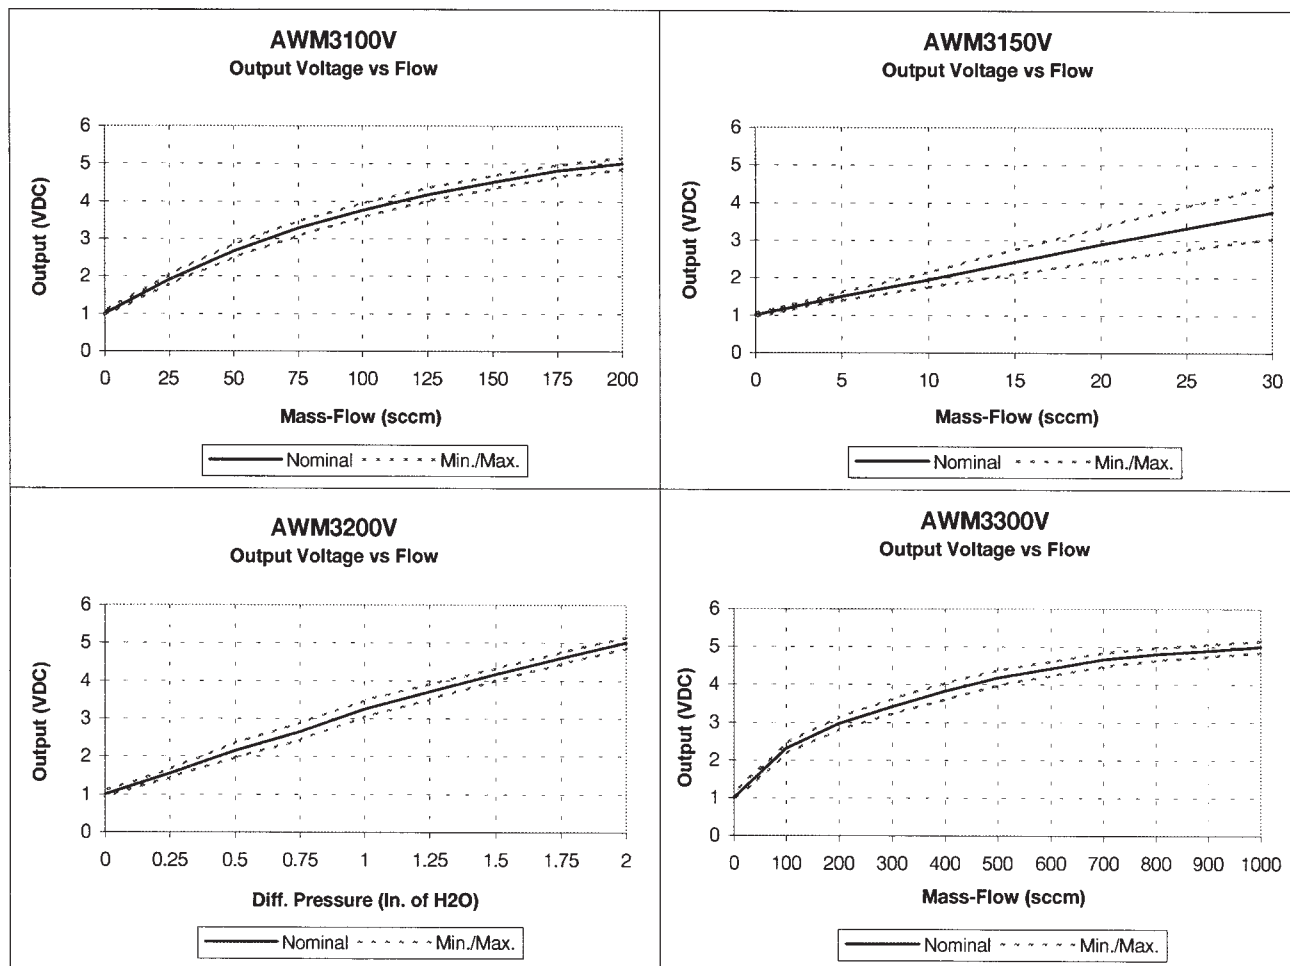 AWM3100V
Output Voltage vs Flow
Output (VDC)
6
5
4
3
2
1
0
0 25 50 75 100 125 150 175 200
Mass-Flow (sccm)
Nominal Min./Max.
AWM3150V
Output Voltage vs Flow
Output (VDC)
6
5
4
3
2
1
0
0 5 10 15 20 25 30
Mass-Flow (sccm)
Nominal Min./Max.
AWM3200V
Output Voltage vs Flow
Output (VDC)
6
5
4
3
2
1
0
0 0.25 0.5 0.75 1 1.25 1.5 1.75 2
Diff. Pressure (In. of H2O)
Nominal Min./Max.
AWM3300V
Output Voltage vs Flow
Output (VDC)
6
5
4
3
2
1
0
0 100 200 300 400 500 600 700 800 900 1000
Mass-Flow (sccm)
Nominal Min./Max.